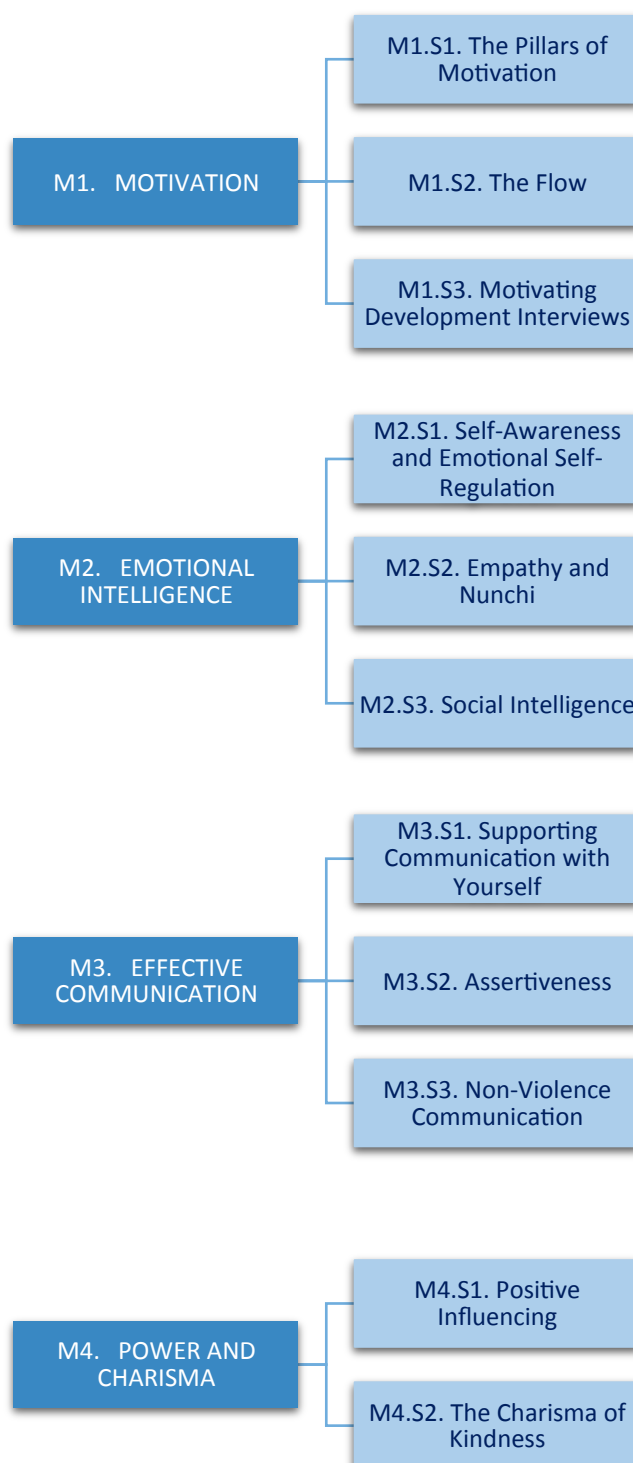 M1. MOTIVATION
M1.S1. The Pillars of
Motivation
M1.S2. The Flow
M1.S3. Motivating
Development Interviews
M2. EMOTIONAL
INTELLIGENCE
M2.S1. Self-Awareness
and Emotional Self-
Regulation
M2.S2. Empathy and
Nunchi
M2.S3. Social Intelligence
M3. EFFECTIVE
COMMUNICATION
M3.S1. Supporting
Communication with
Yourself
M3.S2. Assertiveness
M3.S3. Non-Violence
Communication
M4. POWER AND
CHARISMA
M4.S1. Positive
Influencing
M4.S2. The Charisma of
Kindness